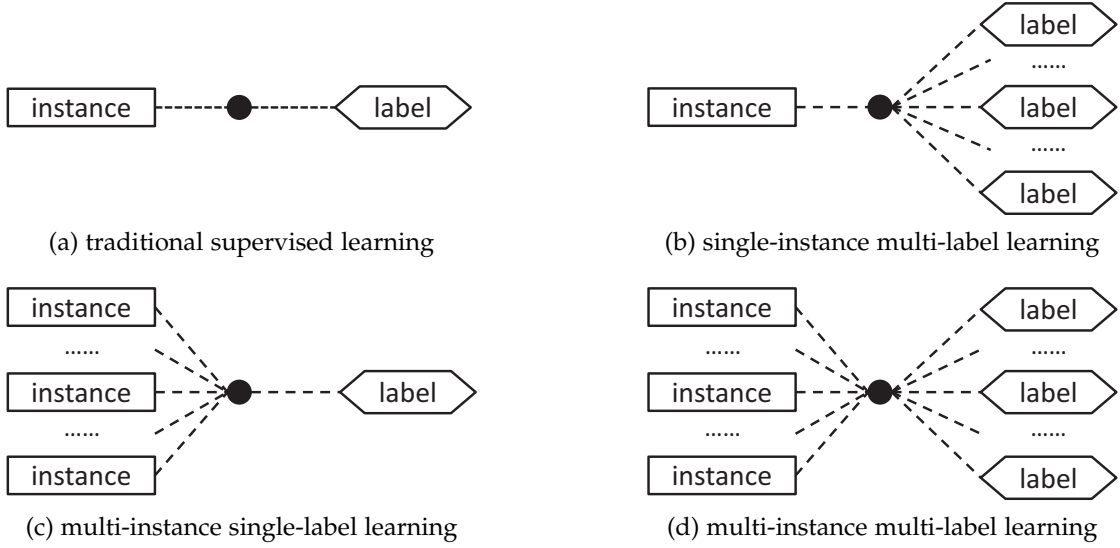 instance
label
(a) traditional supervised learning
instance
label
......
label
......
label
(b) single-instance multi-label learning
instance
......
instance
......
instance
label
(c) multi-instance single-label learning
instance
......
instance
......
instance
label
......
label
......
label
(d) multi-instance multi-label learning